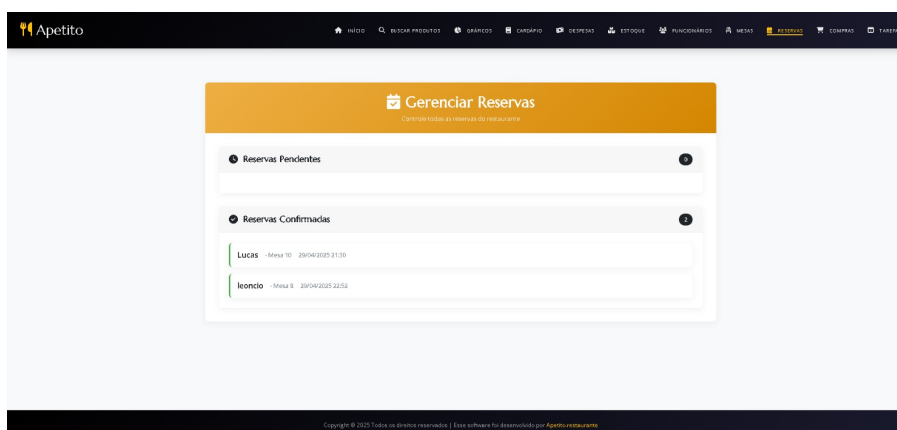 Apetito
INÍCIO BUSCAR PRODUTOS GRÁFICOS CARDÁPIO DESPESAS ESTOQUE FUNCIONÁRIOS MESAS RESERVAS COMPRAS TAREFA
Gerenciar Reservas
Controle todas as reservas do restaurante
Reservas Pendentes 0
Reservas Confirmadas 2
Lucas - Mesa 10 29/04/2025 21:30
leoncio - Mesa 8 29/04/2025 22:52
Copyright © 2025 Todos os direitos reservados | Esse software foi desenvolvido por Apetito.restaurante